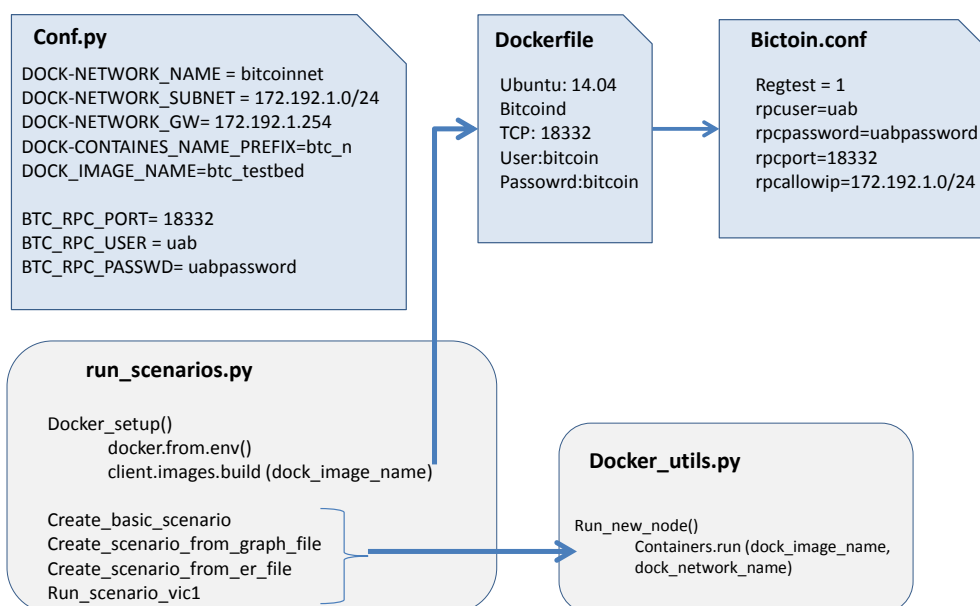 Conf.py
DOCK-NETWORK_NAME = bitcoinnet
DOCK-NETWORK_SUBNET = 172.192.1.0/24
DOCK-NETWORK_GW= 172.192.1.254
DOCK-CONTAINES_NAME_PREFIX=btc_n
DOCK_IMAGE_NAME=btc_testbed
BTC_RPC_PORT= 18332
BTC_RPC_USER = uab
BTC_RPC_PASSWD= uabpassword
Dockerfile
Ubuntu: 14.04
Bitcoind
TCP: 18332
User:bitcoin
Passowrd:bitcoin
Bictoin.conf
Regtest = 1
rpcuser=uab
rpcpassword=uabpassword
rpcport=18332
rpcallowip=172.192.1.0/24
run_scenarios.py
Docker_setup()
docker.from.env()
client.images.build (dock_image_name)
Create_basic_scenario
Create_scenario_from_graph_file
Create_scenario_from_er_file
Run_scenario_vic1
Docker_utils.py
Run_new_node()
Containers.run (dock_image_name,
dock_network_name)